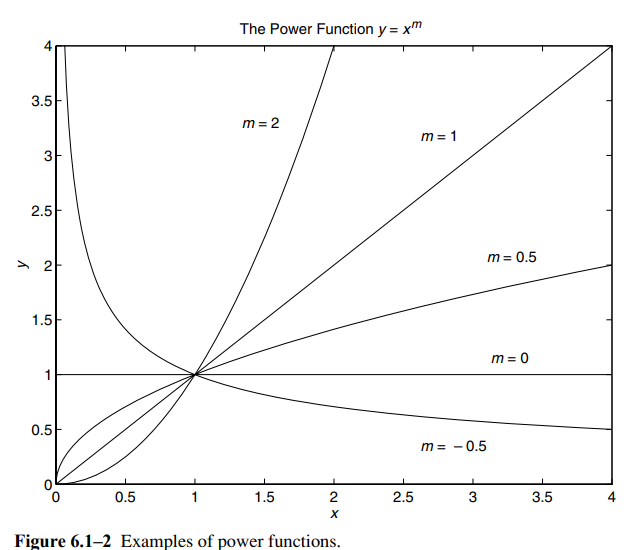 The Power Function y = x^m
4
3.5
3
2.5
2
1.5
1
0.5
0
y
m = 2
m = 1
m = 0.5
m = 0
m = −0.5
0 0.5 1 1.5 2 2.5 3 3.5 4
x
Figure 6.1–2 Examples of power functions.